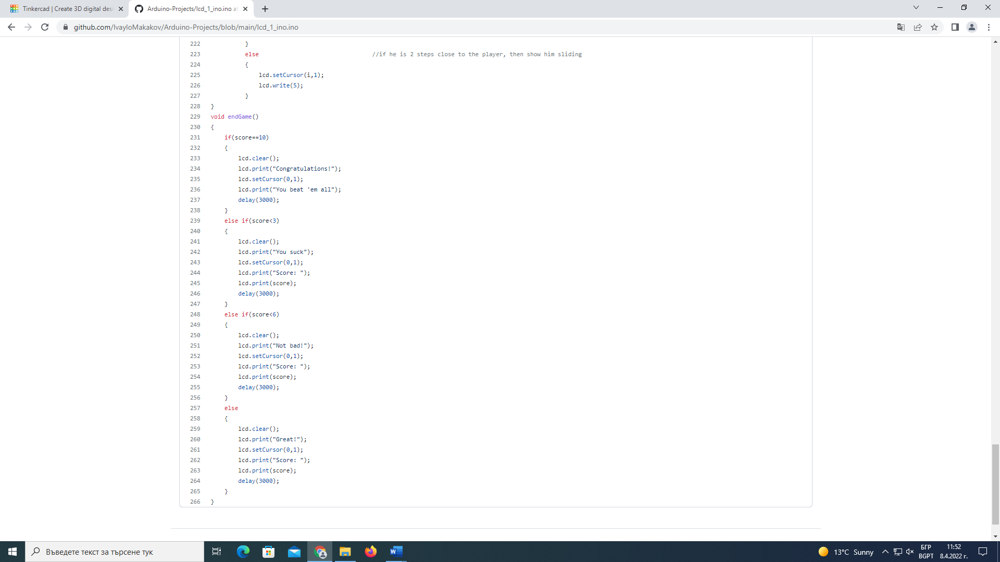 Tinkercad | Create 3D digital desi
Arduino-Projects/lcd_1_ino.ino at
github.com/IvayloMakakov/Arduino-Projects/blob/main/lcd_1_ino.ino
222 }
223 else //if he is 2 steps close to the player, then show him sliding
224 {
225 lcd.setCursor(i,1);
226 lcd.write(5);
227 }
228 }
229 void endGame()
230 {
231 if(score==10)
232 {
233 lcd.clear();
234 lcd.print("Congratulations!");
235 lcd.setCursor(0,1);
236 lcd.print("You beat 'em all");
237 delay(3000);
238 }
239 else if(score<3)
240 {
241 lcd.clear();
242 lcd.print("You suck");
243 lcd.setCursor(0,1);
244 lcd.print("Score: ");
245 lcd.print(score);
246 delay(3000);
247 }
248 else if(score<6)
249 {
250 lcd.clear();
251 lcd.print("Not bad!");
252 lcd.setCursor(0,1);
253 lcd.print("Score: ");
254 lcd.print(score);
255 delay(3000);
256 }
257 else
258 {
259 lcd.clear();
260 lcd.print("Great!");
261 lcd.setCursor(0,1);
262 lcd.print("Score: ");
263 lcd.print(score);
264 delay(3000);
265 }
266 }
Въведете текст за търсене тук
13°C Sunny
БГР
BGPT
11:52
8.4.2022 г.